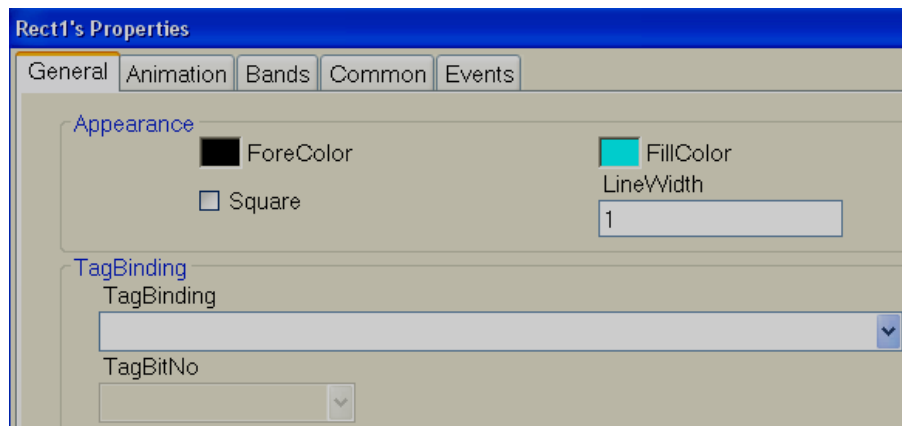 Rect1's Properties
General Animation Bands Common Events
Appearance
ForeColor FillColor
Square LineWidth
1
TagBinding
TagBinding
TagBitNo